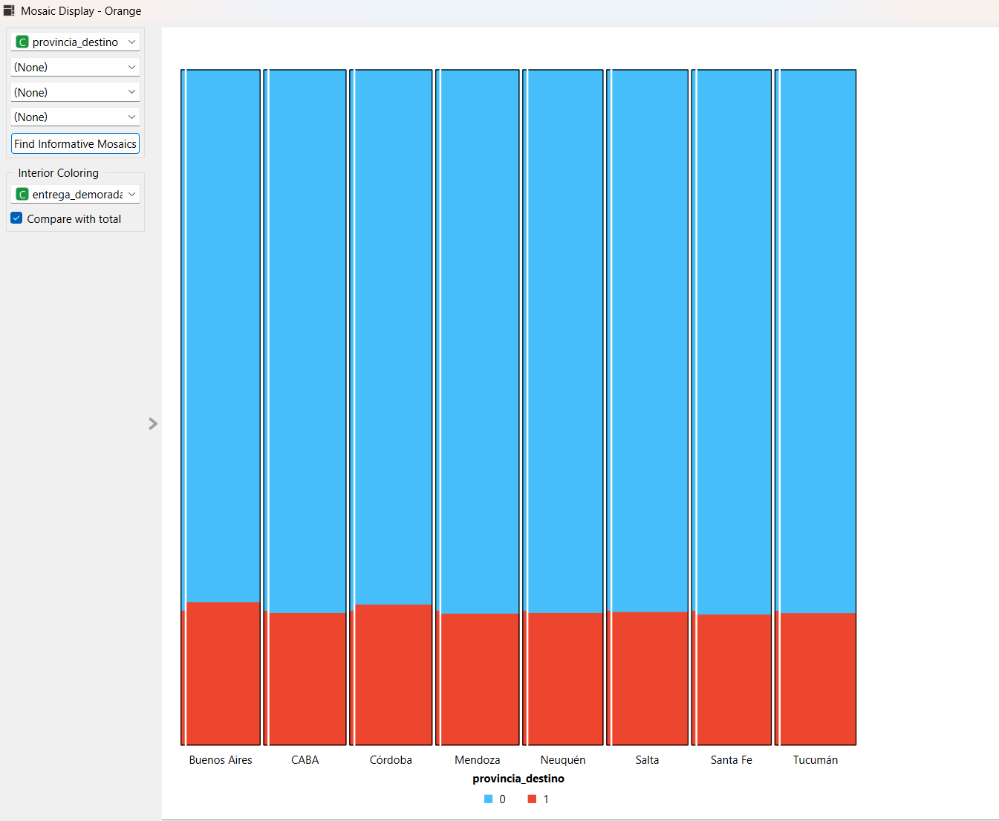 Mosaic Display - Orange
C provincia_destino
(None)
(None)
(None)
Find Informative Mosaics
Interior Coloring
C entrega_demorada
Compare with total
Buenos Aires CABA Córdoba Mendoza Neuquén Salta Santa Fe Tucumán
provincia_destino
0 1